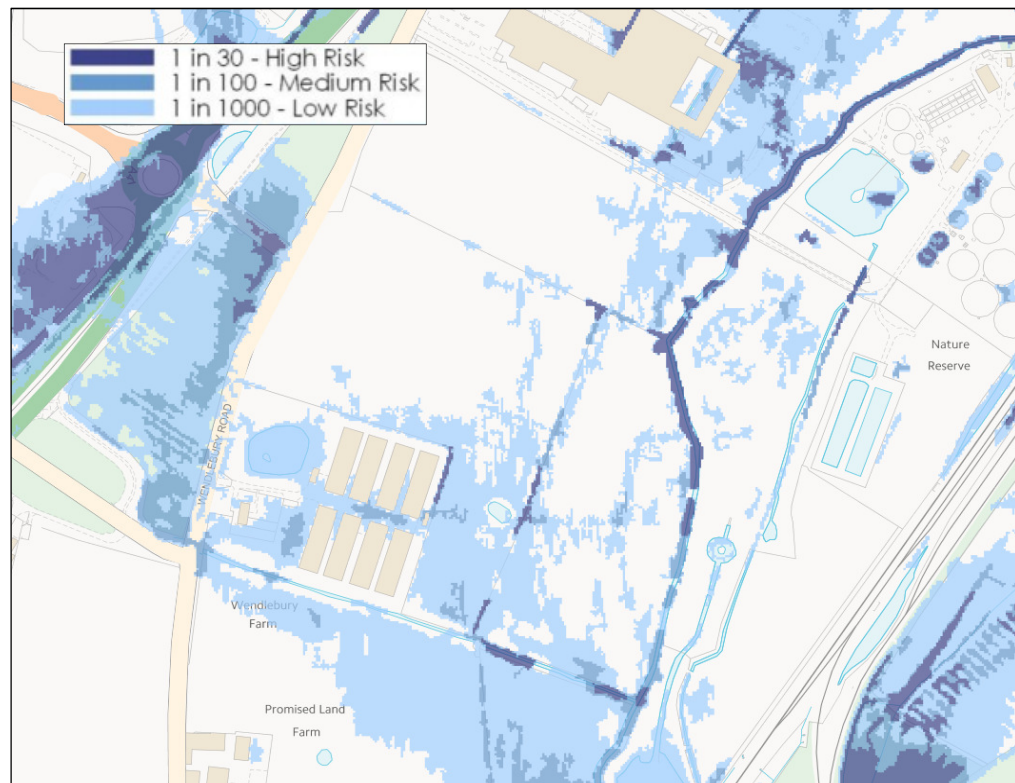 1 in 30 - High Risk
1 in 100 - Medium Risk
1 in 1000 - Low Risk
Nature
Reserve
WENDLEBURY ROAD
Wendlebury
Farm
Promised Land
Farm